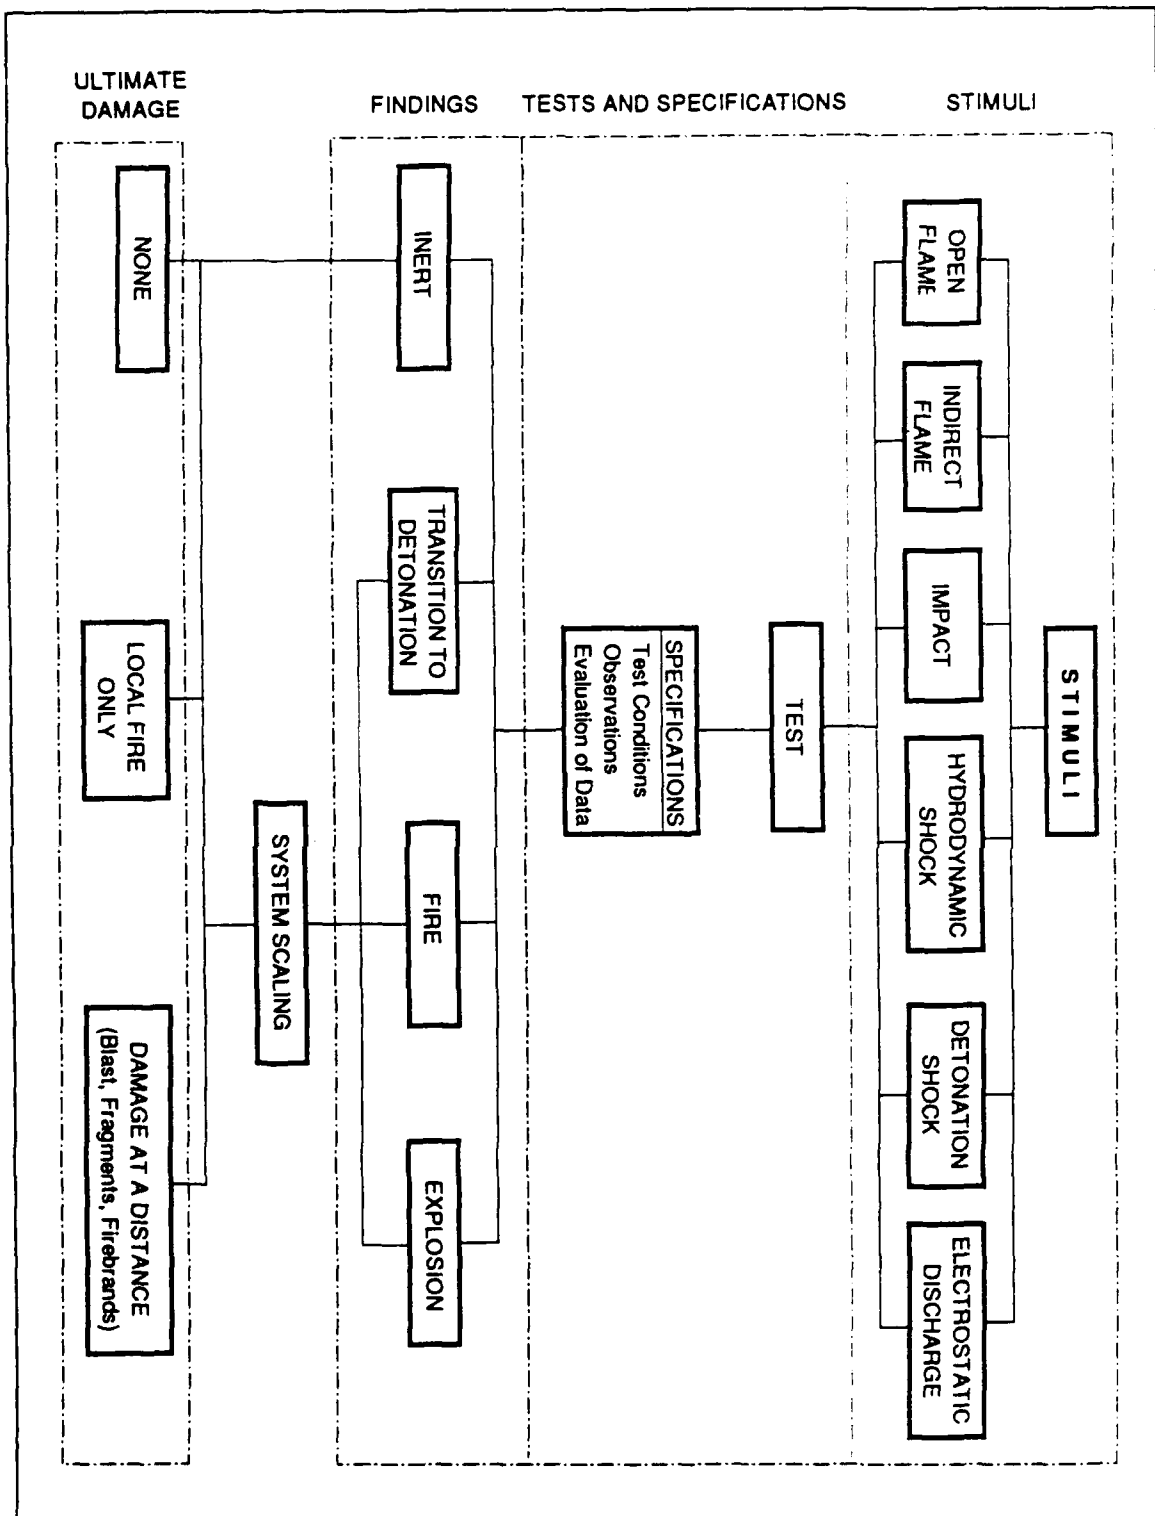 STIMULI
STIMULI
OPEN
FLAME
INDIRECT
FLAME
IMPACT
HYDRODYNAMIC
SHOCK
DETONATION
SHOCK
ELECTROSTATIC
DISCHARGE
TESTS AND SPECIFICATIONS
TEST
SPECIFICATIONS
Test Conditions
Observations
Evaluation of Data
FINDINGS
INERT
TRANSITION TO
DETONATION
FIRE
EXPLOSION
SYSTEM SCALING
ULTIMATE
DAMAGE
NONE
LOCAL FIRE
ONLY
DAMAGE AT A DISTANCE
(Blast, Fragments, Firebrands)